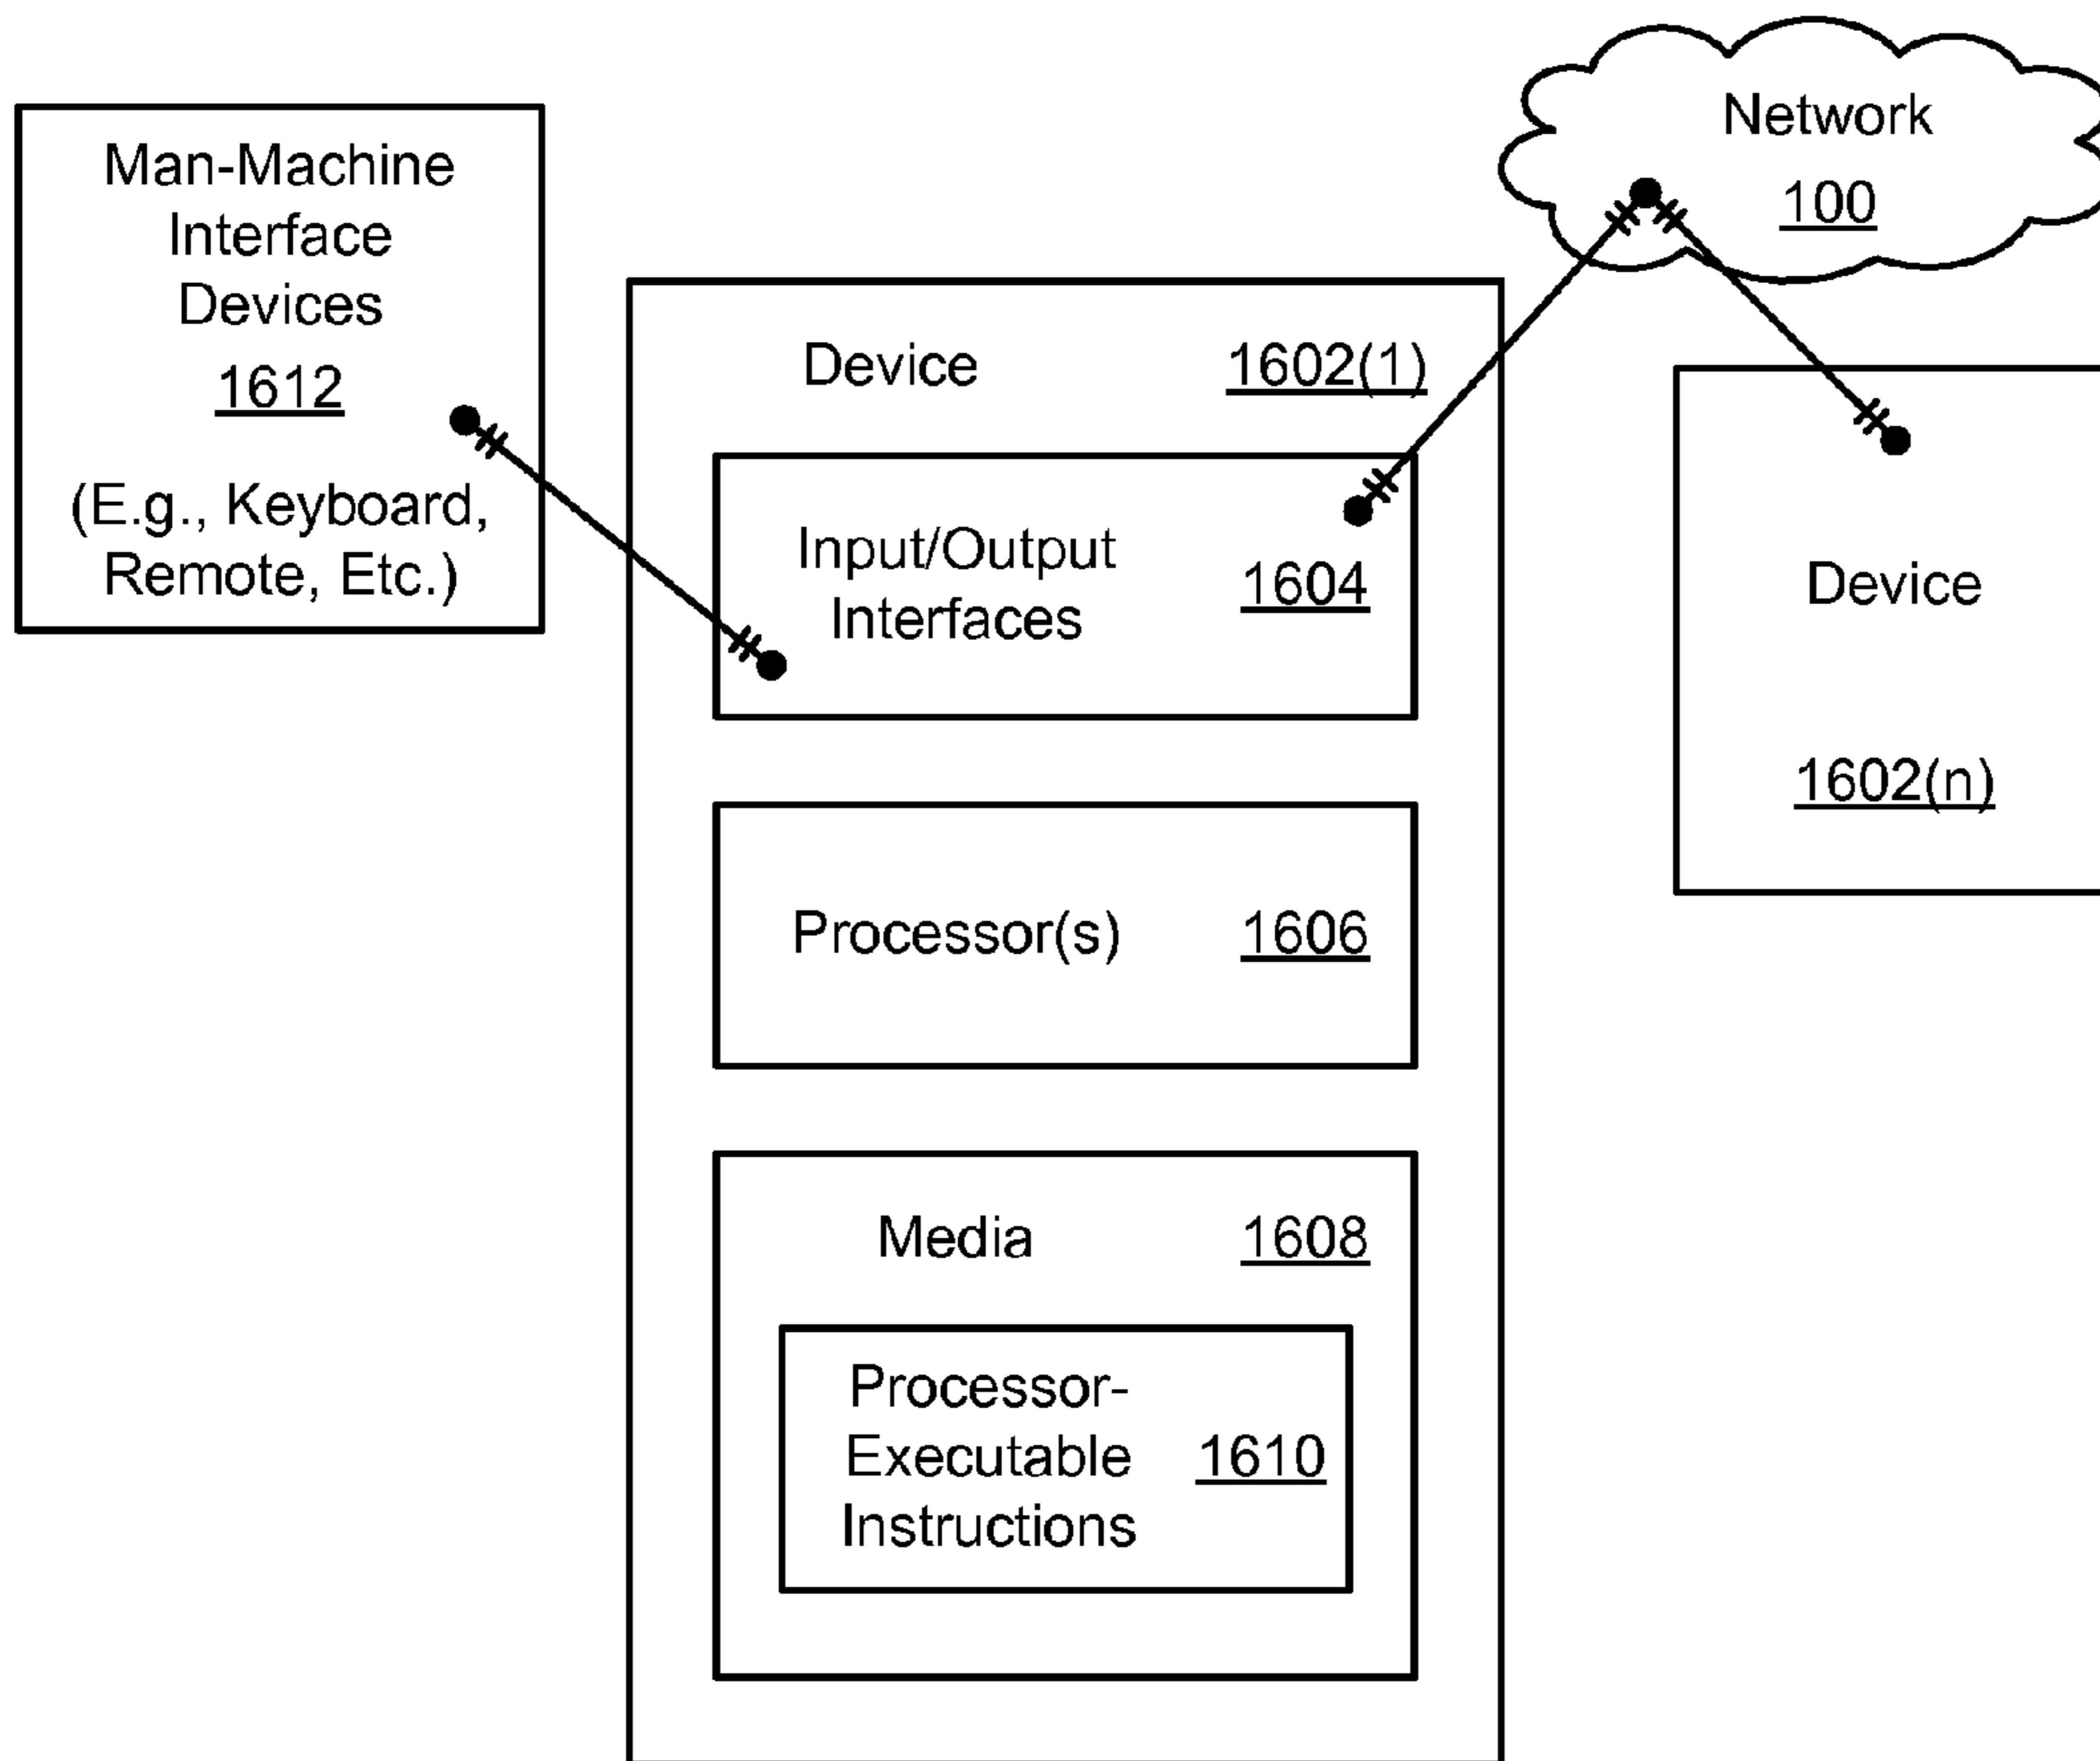 Network
100
Man-Machine
Interface
Devices
1612
(E.g., Keyboard,
Remote, Etc.)
Device 1602(1)
Input/Output
Interfaces
1604
Device
1602(n)
Processor(s) 1606
Media 1608
Processor-
Executable
Instructions
1610